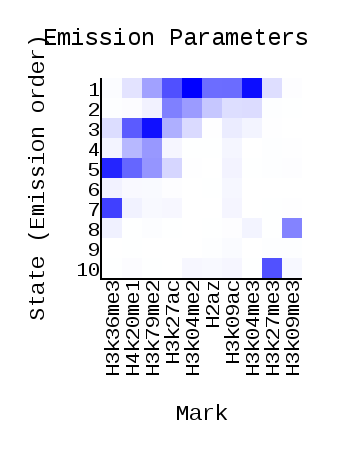 Emission Parameters
State (Emission order)
1
2
3
4
5
6
7
8
9
10
H3k36me3
H4k20me1
H3k79me2
H3k27ac
H3k04me2
H2az
H3k09ac
H3k04me3
H3k27me3
H3k09me3
Mark